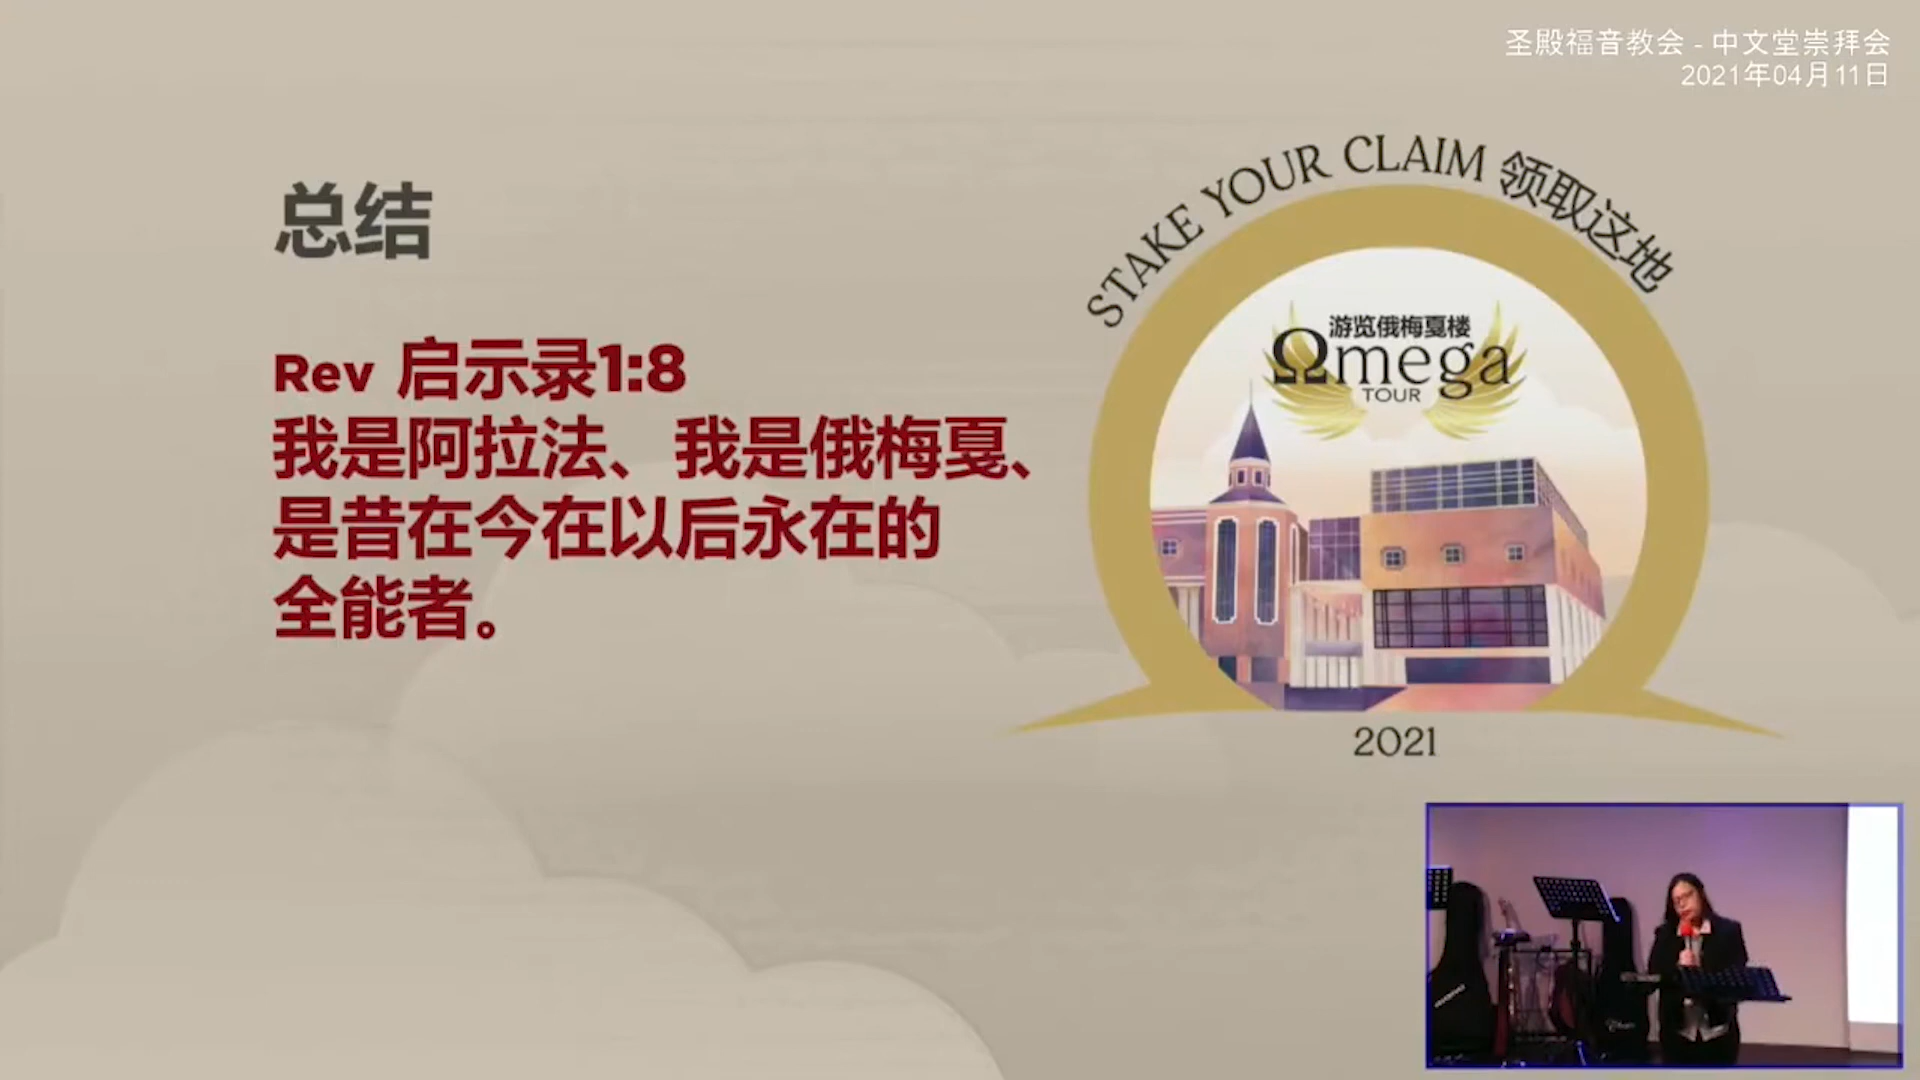 圣殿福音教会 - 中文堂崇拜会
2021年04月11日
总结
Rev 启示录1:8
我是阿拉法、我是俄梅戛、
是昔在今在以后永在的
全能者。
STAKE YOUR CLAIM 领取这地
游览俄梅戛楼
Ωmega
TOUR
2021